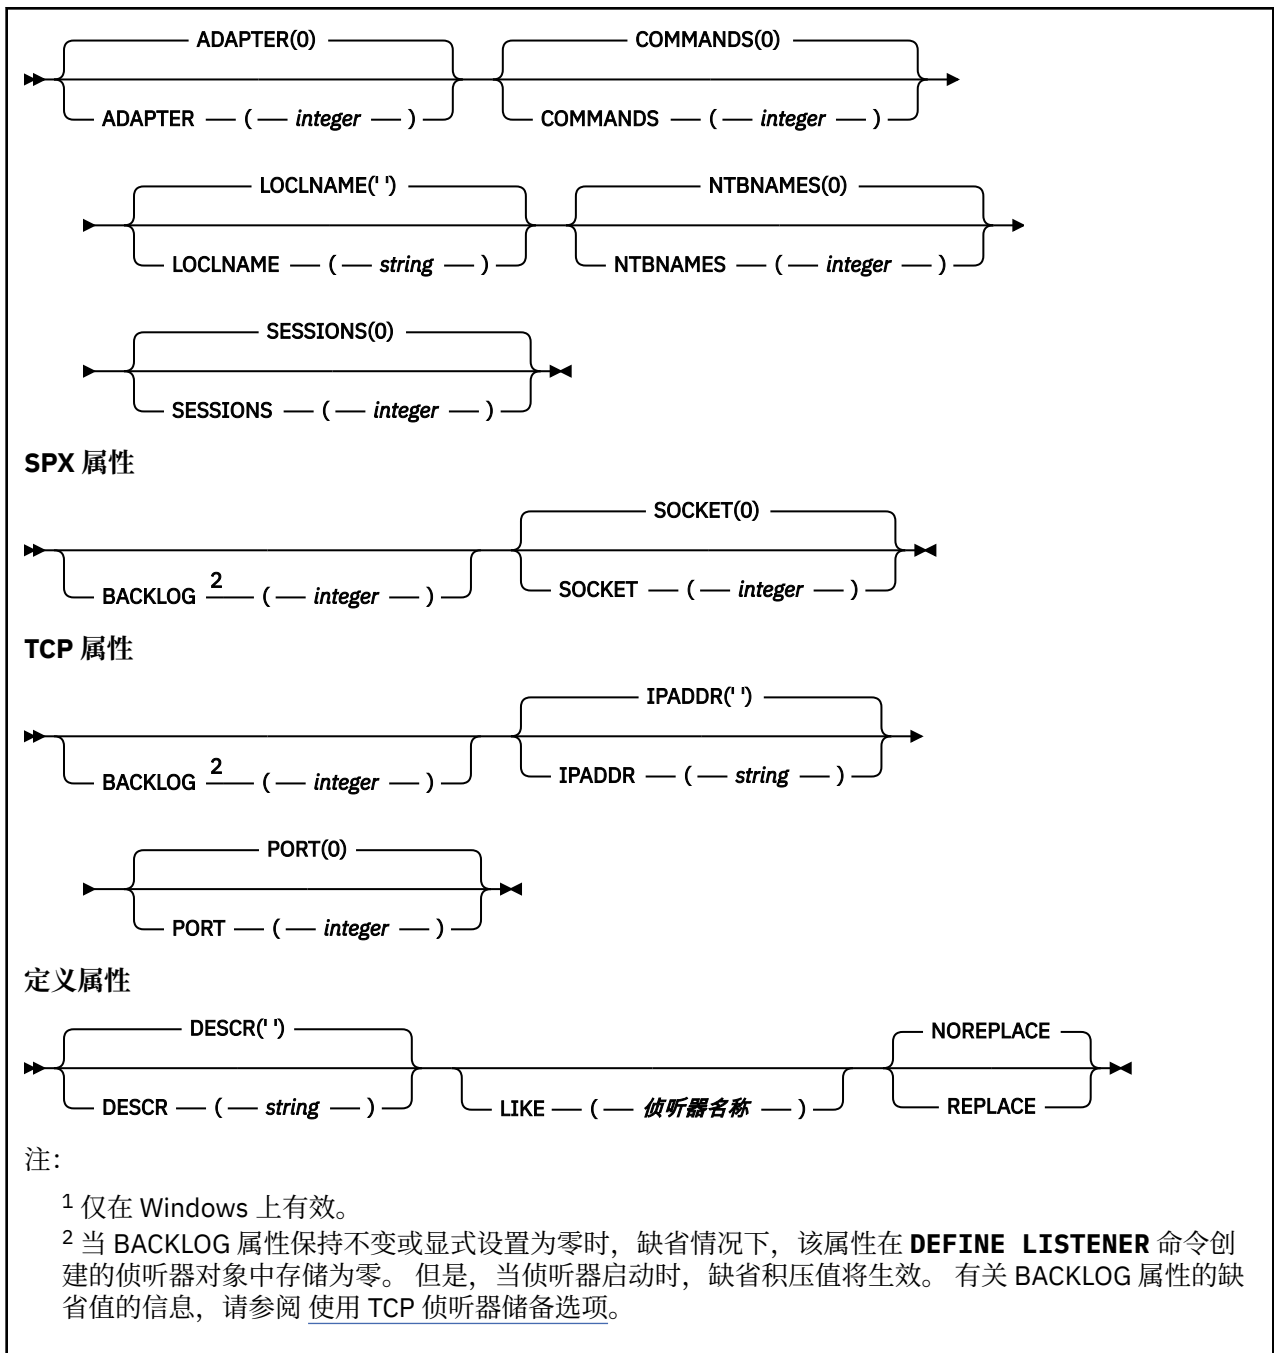 ADAPTER(0) COMMANDS(0)
ADAPTER ( integer ) COMMANDS ( integer )
LOCLNAME(' ') NTBNAMES(0)
LOCLNAME ( string ) NTBNAMES ( integer )
SESSIONS(0)
SESSIONS ( integer )
SPX 属性
SOCKET(0)
BACKLOG 2 ( integer ) SOCKET ( integer )
TCP 属性
IPADDR(' ')
BACKLOG 2 ( integer ) IPADDR ( string )
PORT(0)
PORT ( integer )
定义属性
DESCR(' ') NOREPLACE
DESCR ( string ) LIKE ( 侦听器名称 ) REPLACE
注：
1 仅在 Windows 上有效。
2 当 BACKLOG 属性保持不变或显式设置为零时，缺省情况下，该属性在 DEFINE LISTENER 命令创
建的侦听器对象中存储为零。 但是，当侦听器启动时，缺省积压值将生效。 有关 BACKLOG 属性的缺
省值的信息，请参阅 使用 TCP 侦听器储备选项。